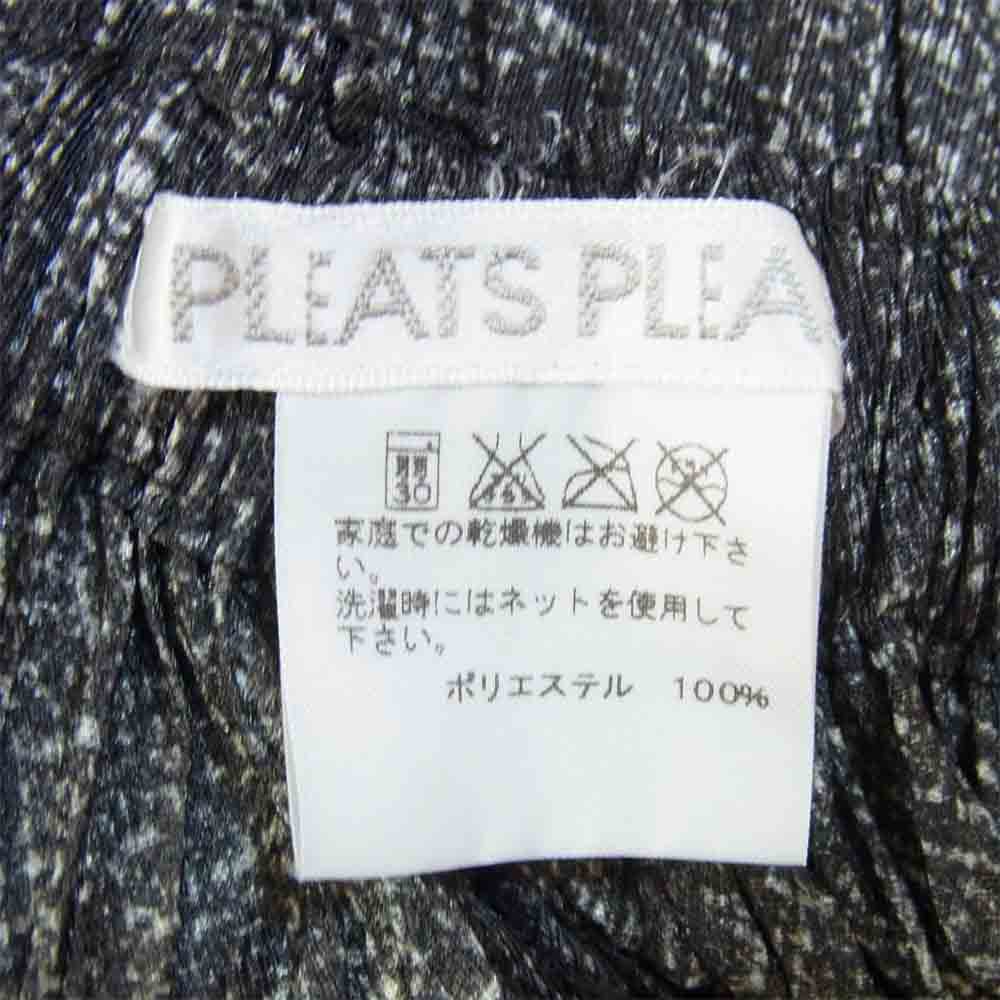 PLEATS PLEA
30
家庭での乾燥機はお避け下さ
い。
洗濯時にはネットを使用して
下さい。
ポリエステル 100%